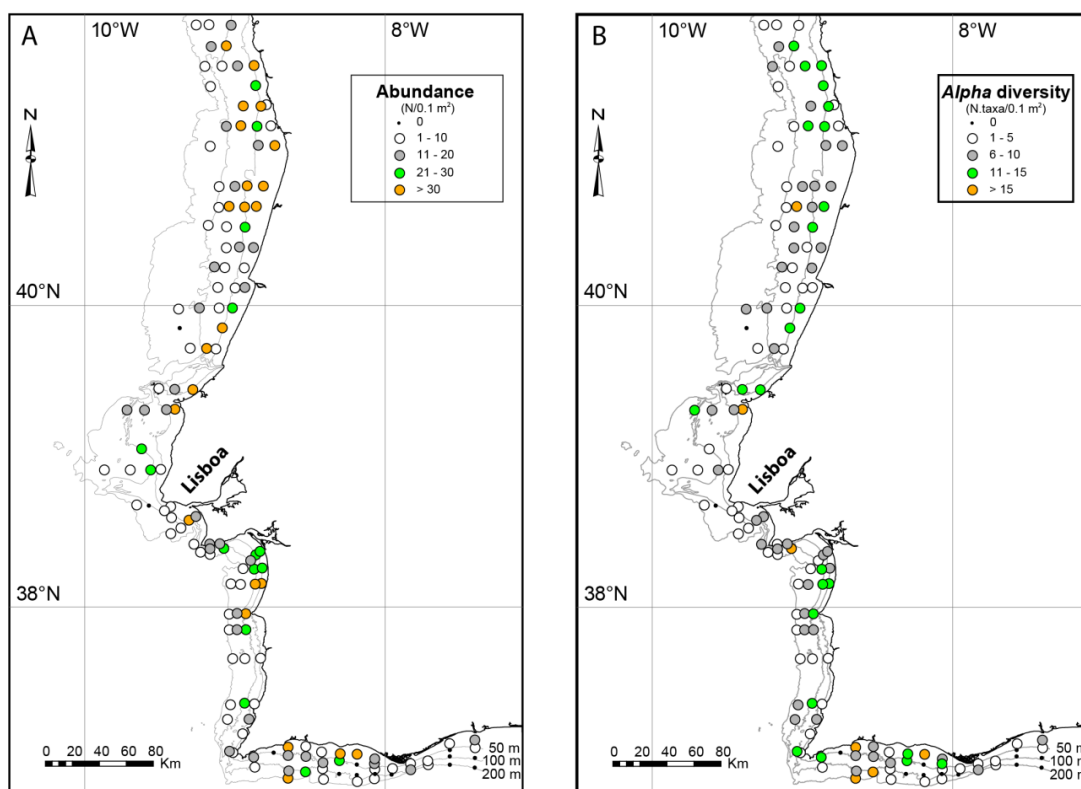 A
10°W
8°W
Abundance
(N/0.1 m²)
0
1 - 10
11 - 20
21 - 30
> 30
N
40°N
Lisboa
38°N
0 20 40 60 80
Km
50 m
100 m
200 m
B
10°W
8°W
Alpha diversity
(N.taxa/0.1 m²)
0
1 - 5
6 - 10
11 - 15
> 15
N
40°N
Lisboa
38°N
0 20 40 60 80
Km
50 m
100 m
200 m